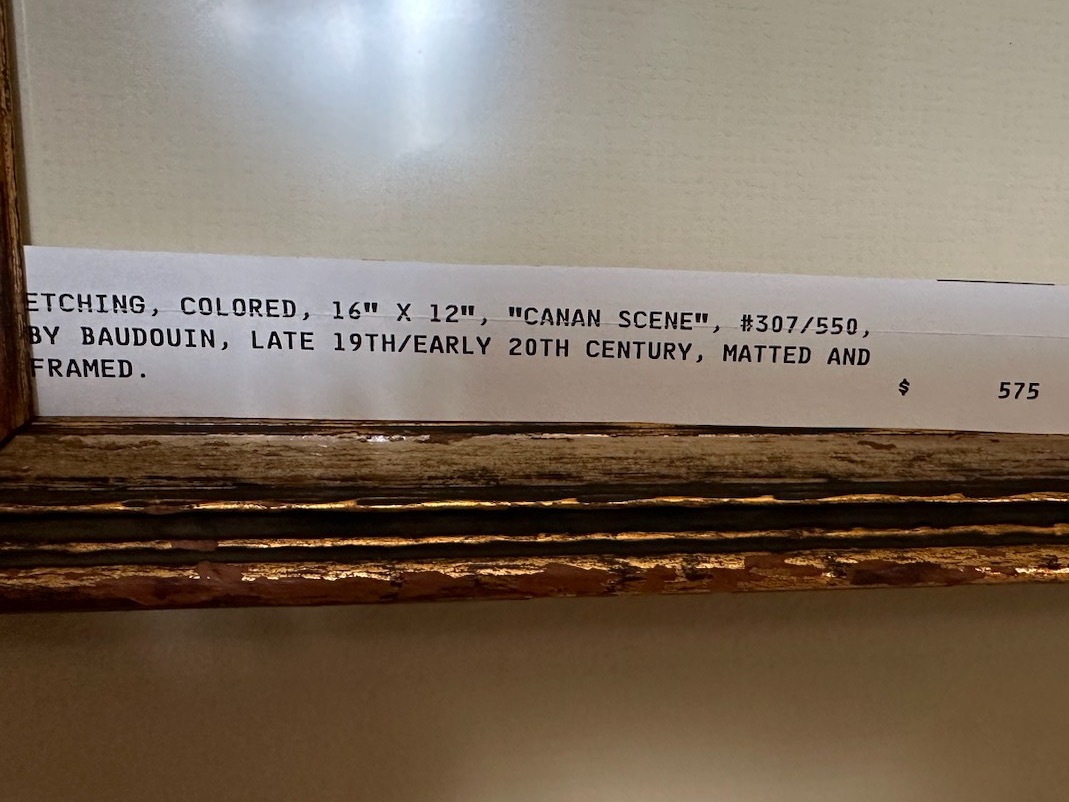 ETCHING, COLORED, 16" X 12", "CANAN SCENE", #307/550,
BY BAUDOUIN, LATE 19TH/EARLY 20TH CENTURY, MATTED AND
FRAMED.
$ 575